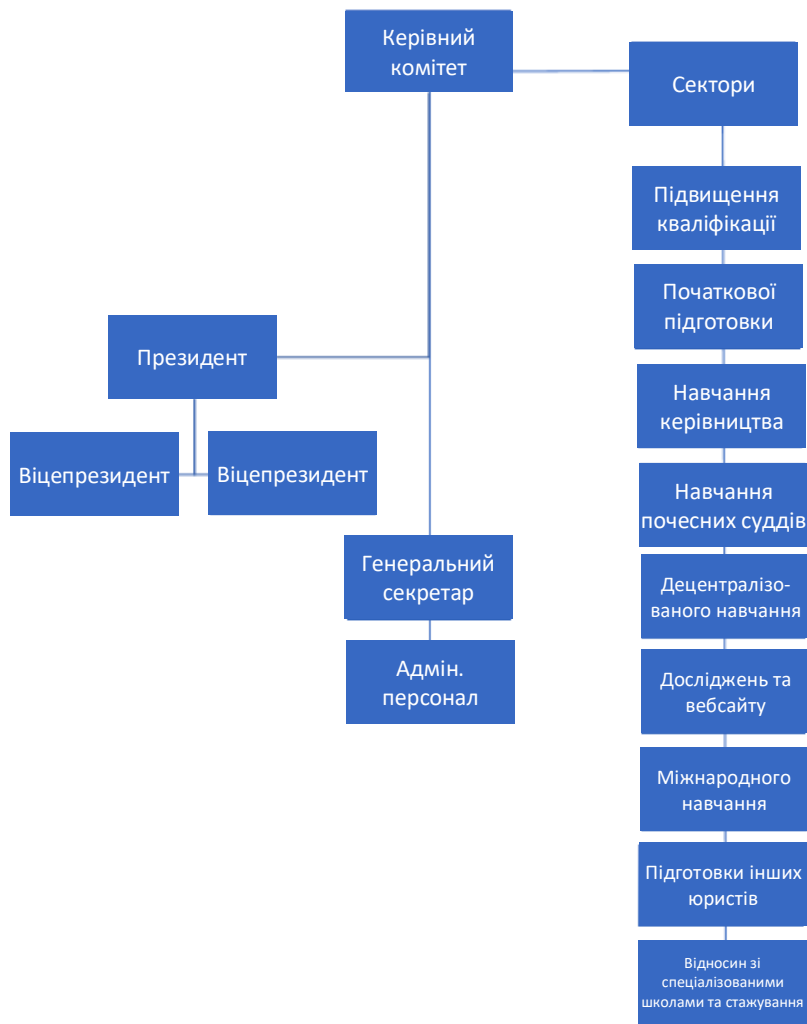 Керівний
комітет
Сектори
Підвищення
кваліфікації
Початкової
підготовки
Президент
Навчання
керівництва
Віцепрезидент
Віцепрезидент
Навчання
почесних суддів
Генеральний
секретар
Децентралізо-
ваного навчання
Адмін.
персонал
Досліджень та
вебсайту
Міжнародного
навчання
Підготовки інших
юристів
Відносин зі
спеціалізованими
школами та стажування